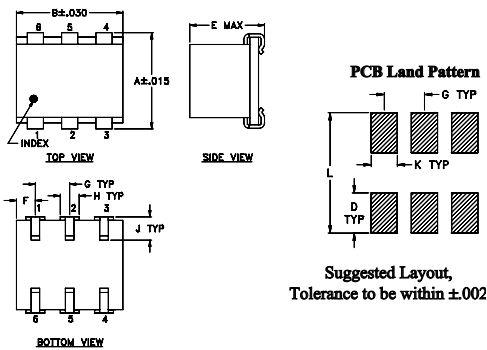 B±.030
6 5 4
A±.015
INDEX
1 2 3
TOP VIEW
E MAX
SIDE VIEW
PCB Land Pattern
G TYP
K TYP
L
D
TYP
Suggested Layout,
Tolerance to be within ±.002
G TYP
F
H TYP
1 2 3
J TYP
6 5 4
BOTTOM VIEW